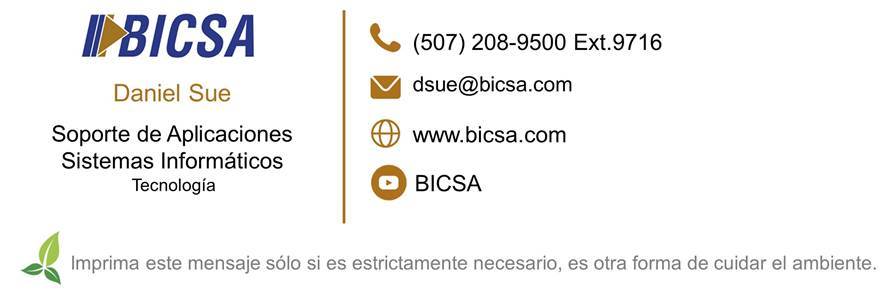 BICSA
Daniel Sue
Soporte de Aplicaciones
Sistemas Informáticos
Tecnología
(507) 208-9500 Ext.9716
dsue@bicsa.com
www.bicsa.com
BICSA
Imprima este mensaje sólo si es estrictamente necesario, es otra forma de cuidar el ambiente.